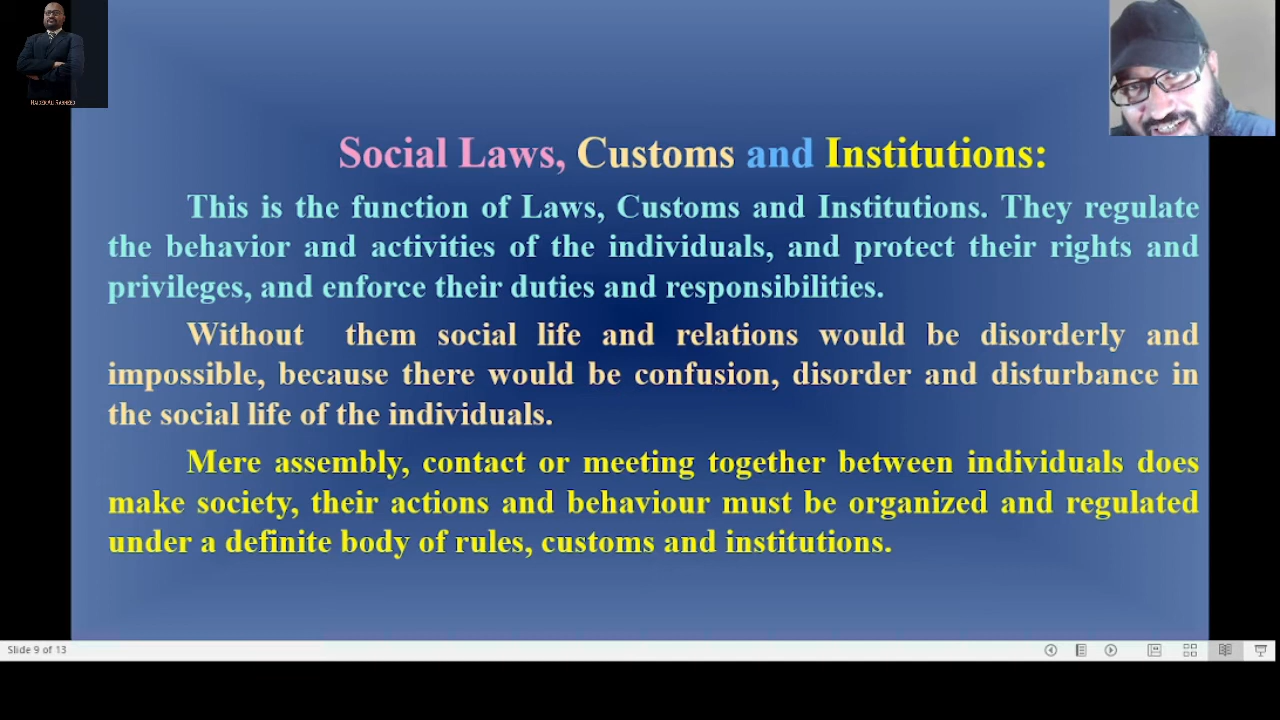 Social Laws, Customs and Institutions:
This is the function of Laws, Customs and Institutions. They regulate
the behavior and activities of the individuals, and protect their rights and
privileges, and enforce their duties and responsibilities.
Without them social life and relations would be disorderly and
impossible, because there would be confusion, disorder and disturbance in
the social life of the individuals.
Mere assembly, contact or meeting together between individuals does
make society, their actions and behaviour must be organized and regulated
under a definite body of rules, customs and institutions.
Slide 9 of 13